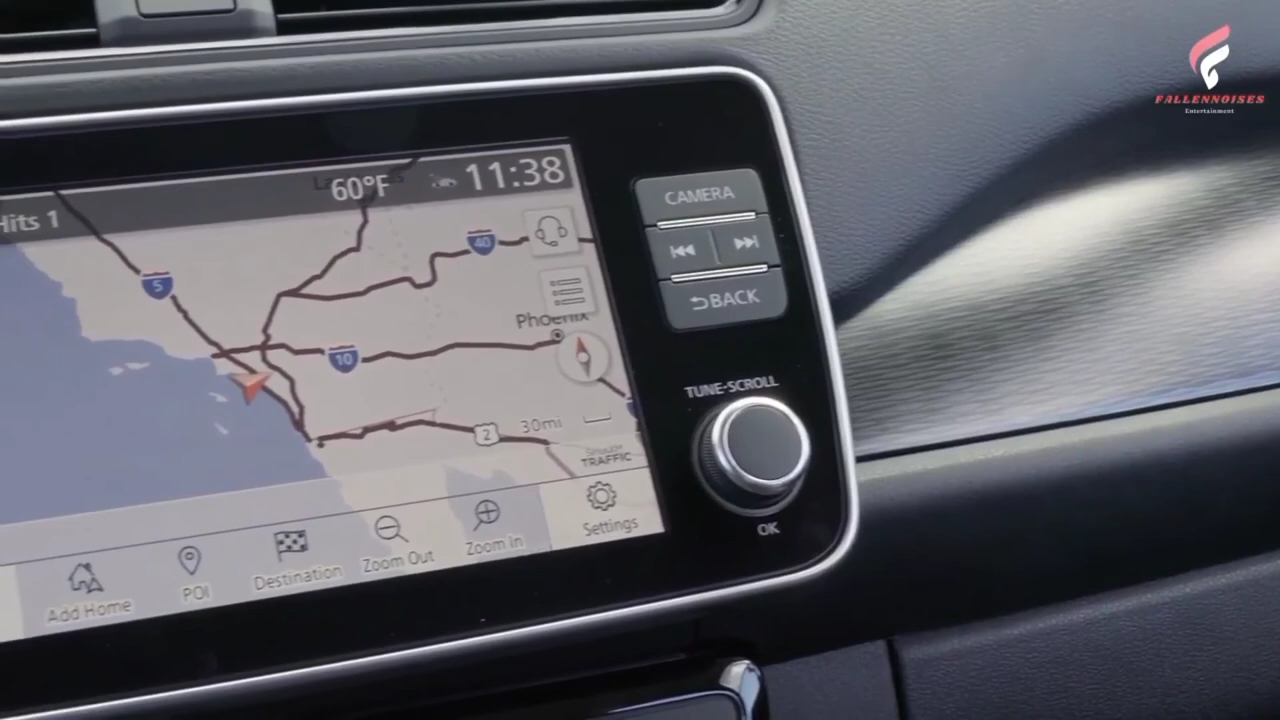 FALLENNOISES
Entertainment
60°F
11:38
Hits 1
CAMERA
40
5
BACK
Phoenix
10
TUNE·SCROLL
30mi
2
TRAFFIC
Settings
OK
Zoom In
Zoom Out
Destination
POI
Add Home